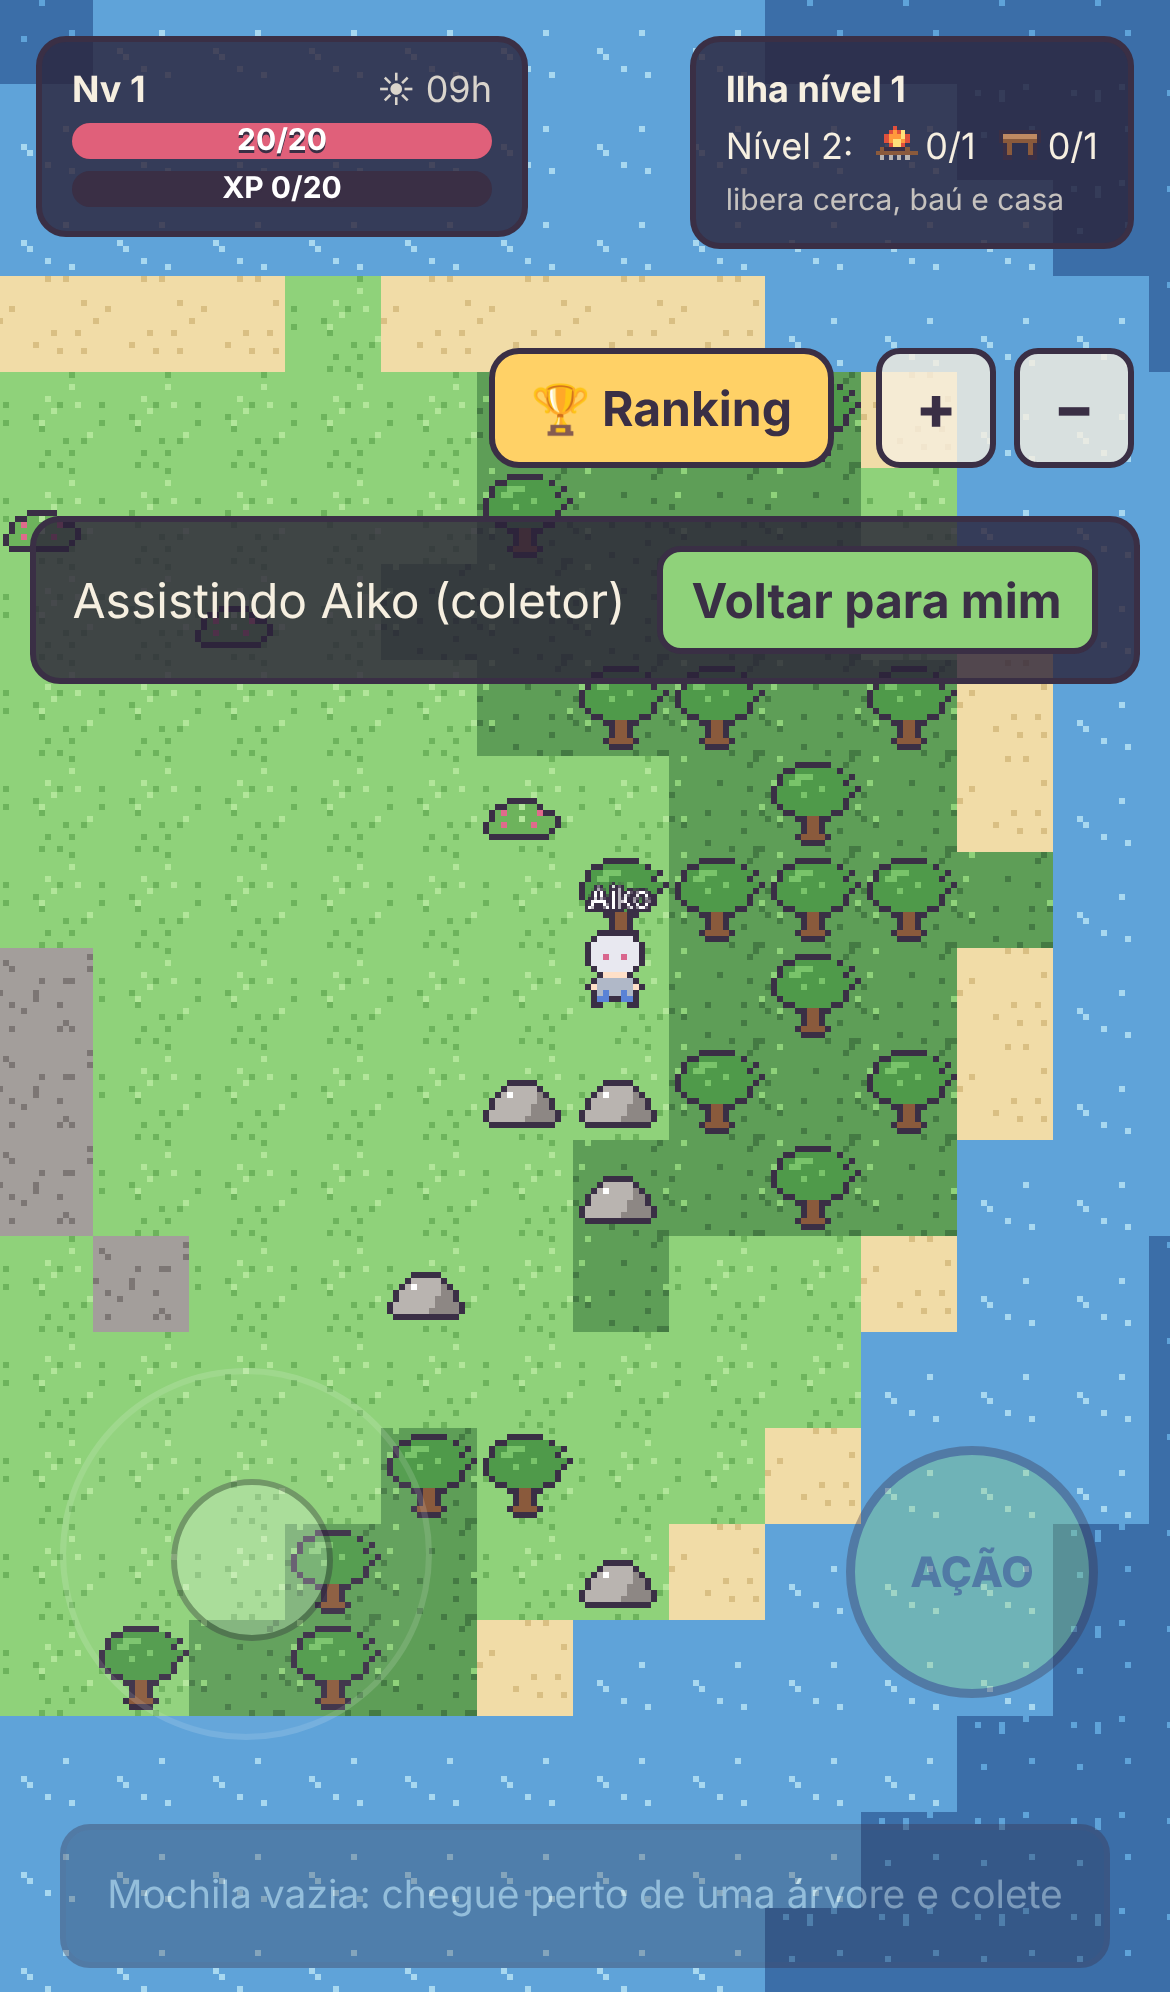 Nv 1
09h
20/20
XP 0/20
Ilha nível 1
Nível 2: 0/1 0/1
libera cerca, baú e casa
Ranking
+ −
Assistindo Aiko (coletor)
Voltar para mim
Aiko
AÇÃO
Mochila vazia: chegue perto de uma árvore e colete